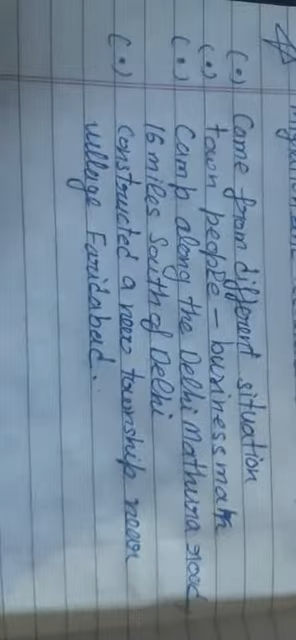 (•) Came from different situation
(•) town people – businessman
(•) Camp along the Delhi Mathura road
16 miles South of Delhi
(•) Constructed a new township near
village Faridabad.